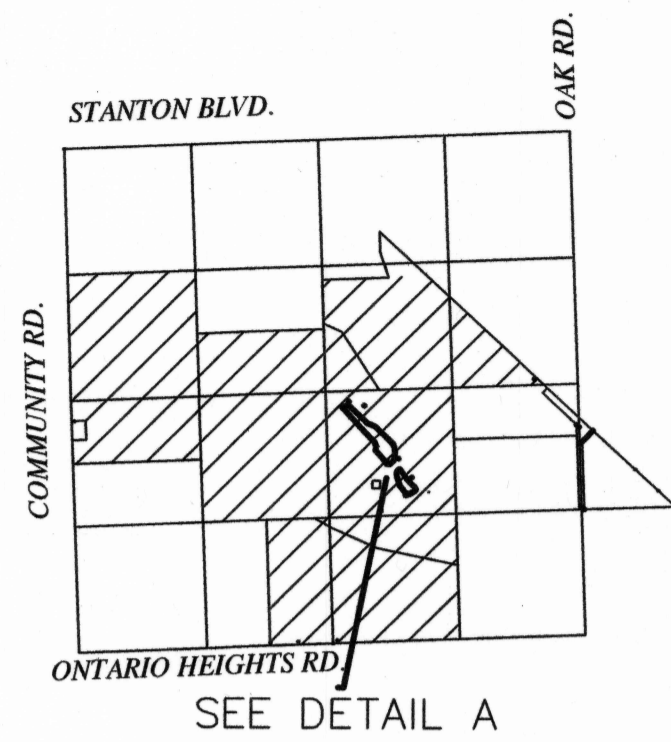 OAK RD.
STANTON BLVD.
COMMUNITY RD.
ONTARIO HEIGHTS RD.
SEE DETAIL A